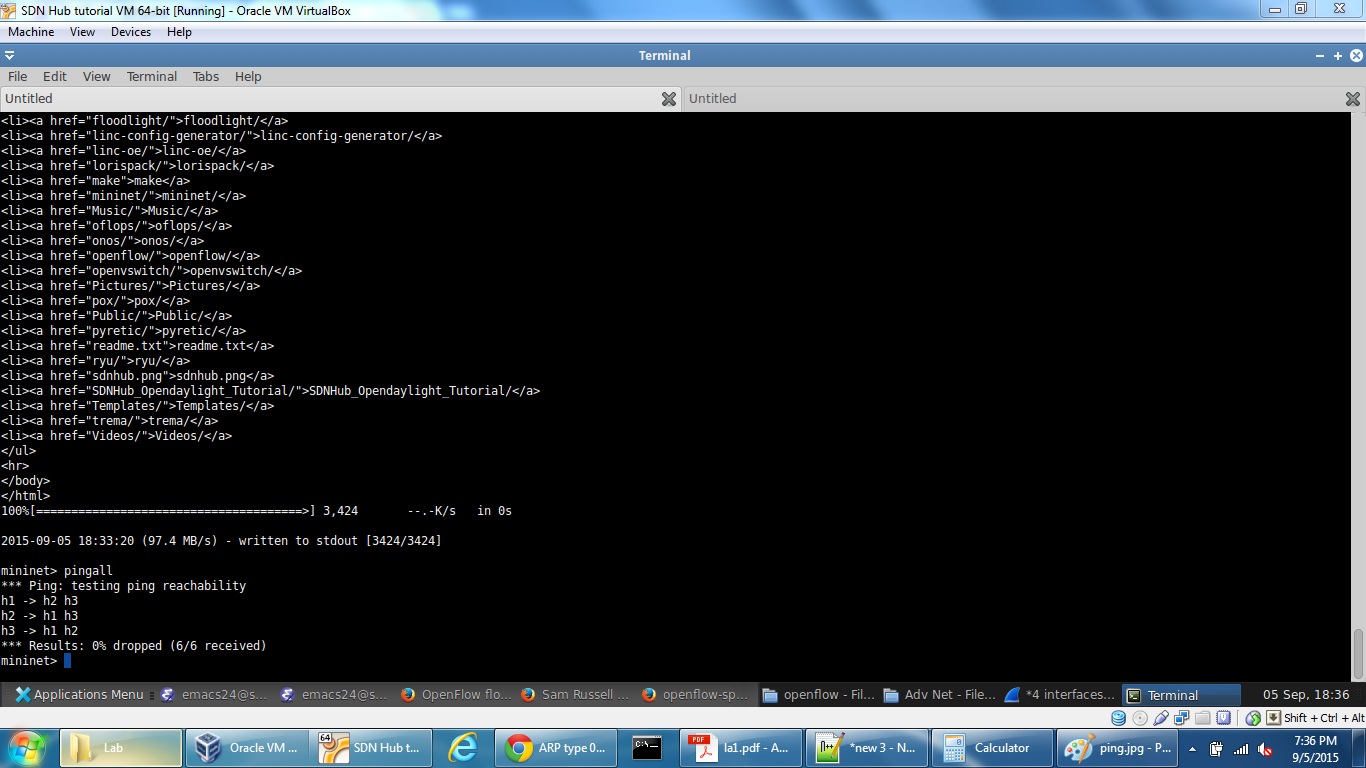 SDN Hub tutorial VM 64-bit [Running] - Oracle VM VirtualBox
Machine View Devices Help
Terminal
File Edit View Terminal Tabs Help
Untitled Untitled
<li><a href="floodlight/">floodlight/</a>
<li><a href="linc-config-generator/">linc-config-generator/</a>
<li><a href="linc-oe/">linc-oe/</a>
<li><a href="lorispack/">lorispack/</a>
<li><a href="make">make</a>
<li><a href="mininet/">mininet/</a>
<li><a href="Music/">Music/</a>
<li><a href="oflops/">oflops/</a>
<li><a href="onos/">onos/</a>
<li><a href="openflow/">openflow/</a>
<li><a href="openvswitch/">openvswitch/</a>
<li><a href="Pictures/">Pictures/</a>
<li><a href="pox/">pox/</a>
<li><a href="Public/">Public/</a>
<li><a href="pyretic/">pyretic/</a>
<li><a href="readme.txt">readme.txt</a>
<li><a href="ryu/">ryu/</a>
<li><a href="sdnhub.png">sdnhub.png</a>
<li><a href="SDNHub_Opendaylight_Tutorial/">SDNHub_Opendaylight_Tutorial/</a>
<li><a href="Templates/">Templates/</a>
<li><a href="trema/">trema/</a>
<li><a href="Videos/">Videos/</a>
</ul>
<hr>
</body>
</html>
100%[======================================>] 3,424       --.-K/s   in 0s
2015-09-05 18:33:20 (97.4 MB/s) - written to stdout [3424/3424]
mininet> pingall
*** Ping: testing ping reachability
h1 -> h2 h3
h2 -> h1 h3
h3 -> h1 h2
*** Results: 0% dropped (6/6 received)
mininet>
Applications Menu emacs24@s... emacs24@s... OpenFlow flo... Sam Russell ... openflow-sp... openflow - Fil... Adv Net - File... *4 interfaces... Terminal 05 Sep, 18:36
Shift + Ctrl + Alt
Lab Oracle VM ... 64 SDN Hub t... ARP type 0... C:\_ PDF la1.pdf - A... *new 3 - N... Calculator ping.jpg - P... 7:36 PM
9/5/2015